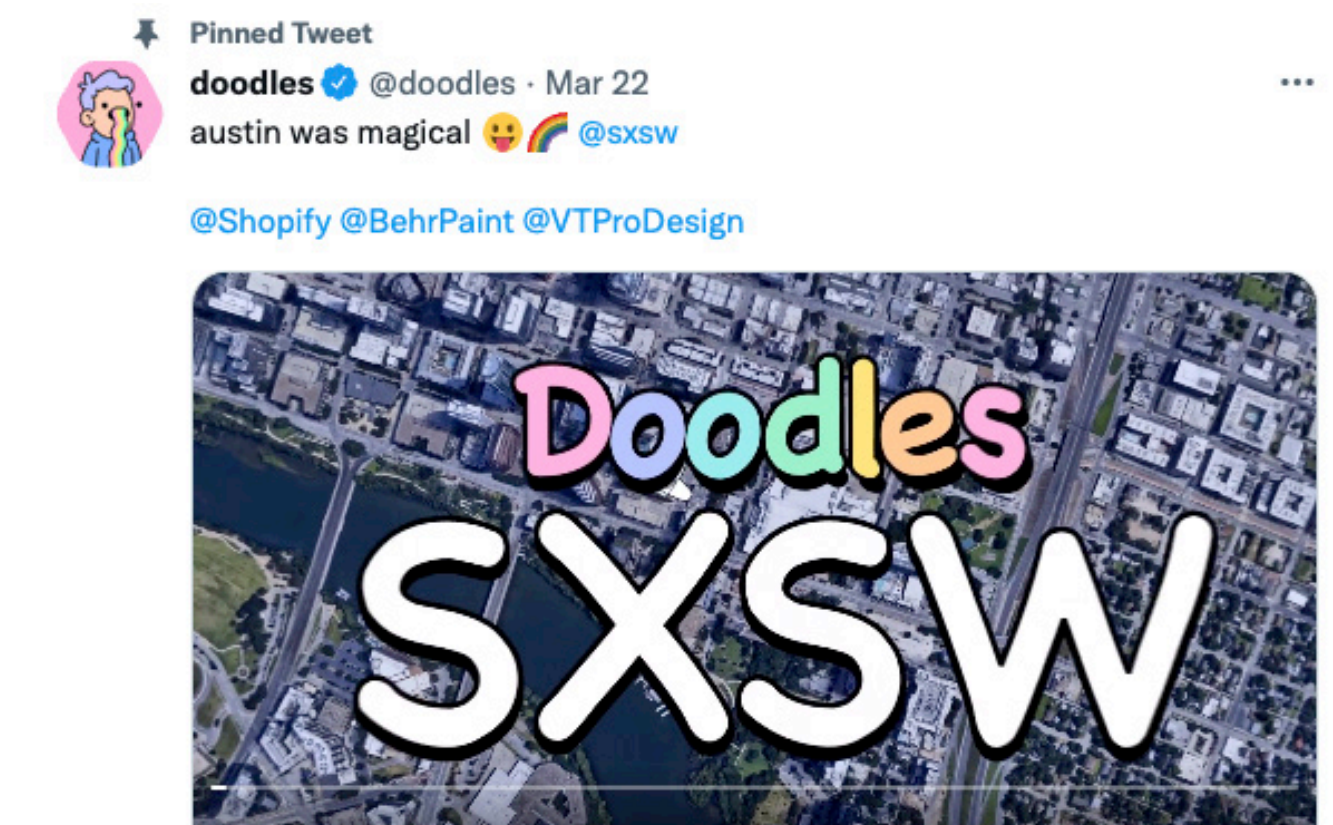 Pinned Tweet
doodles @doodles · Mar 22
austin was magical 😛🌈 @sxsw
@Shopify @BehrPaint @VTProDesign
Doodles
SXSW